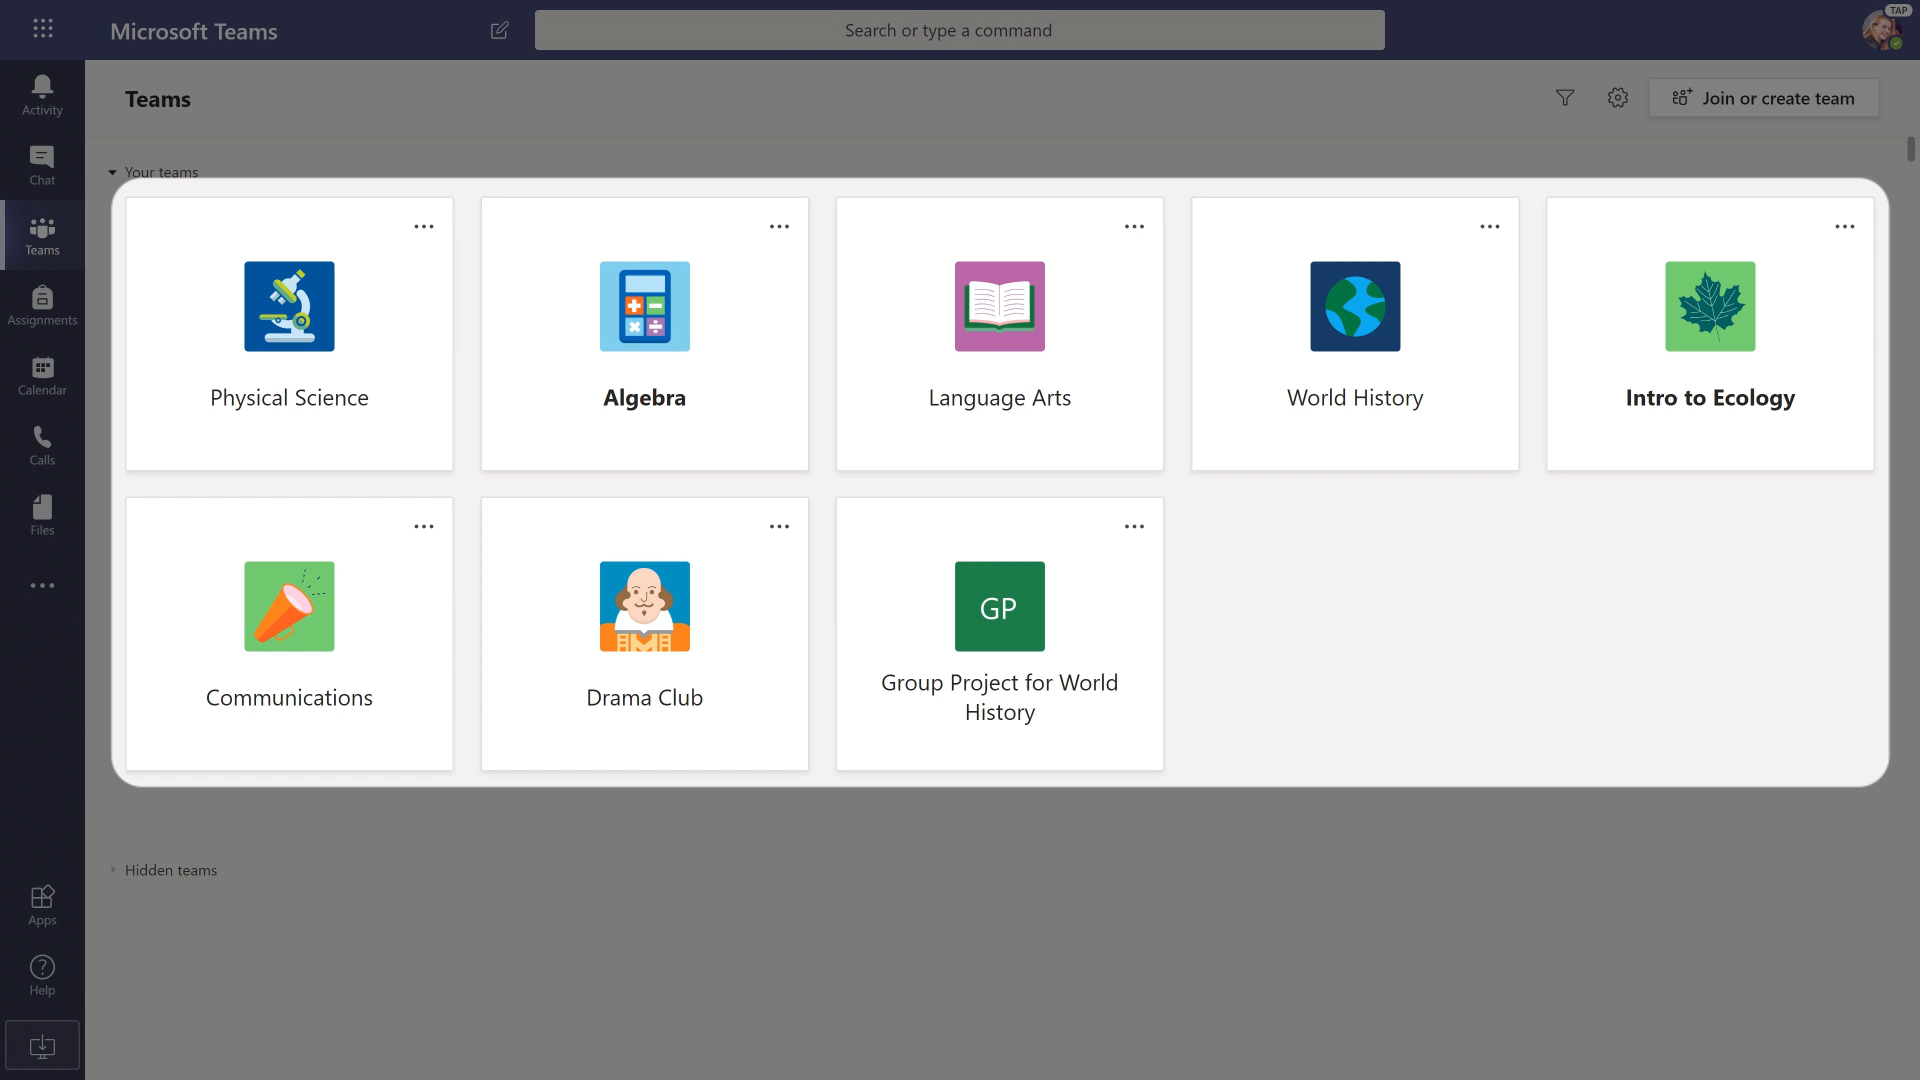 Microsoft Teams
Search or type a command
TAP
Activity
Chat
Teams
Assignments
Calendar
Calls
Files
Apps
Help
Teams
Join or create team
Your teams
Physical Science
Algebra
Language Arts
World History
Intro to Ecology
Communications
Drama Club
GP
Group Project for World
History
Hidden teams